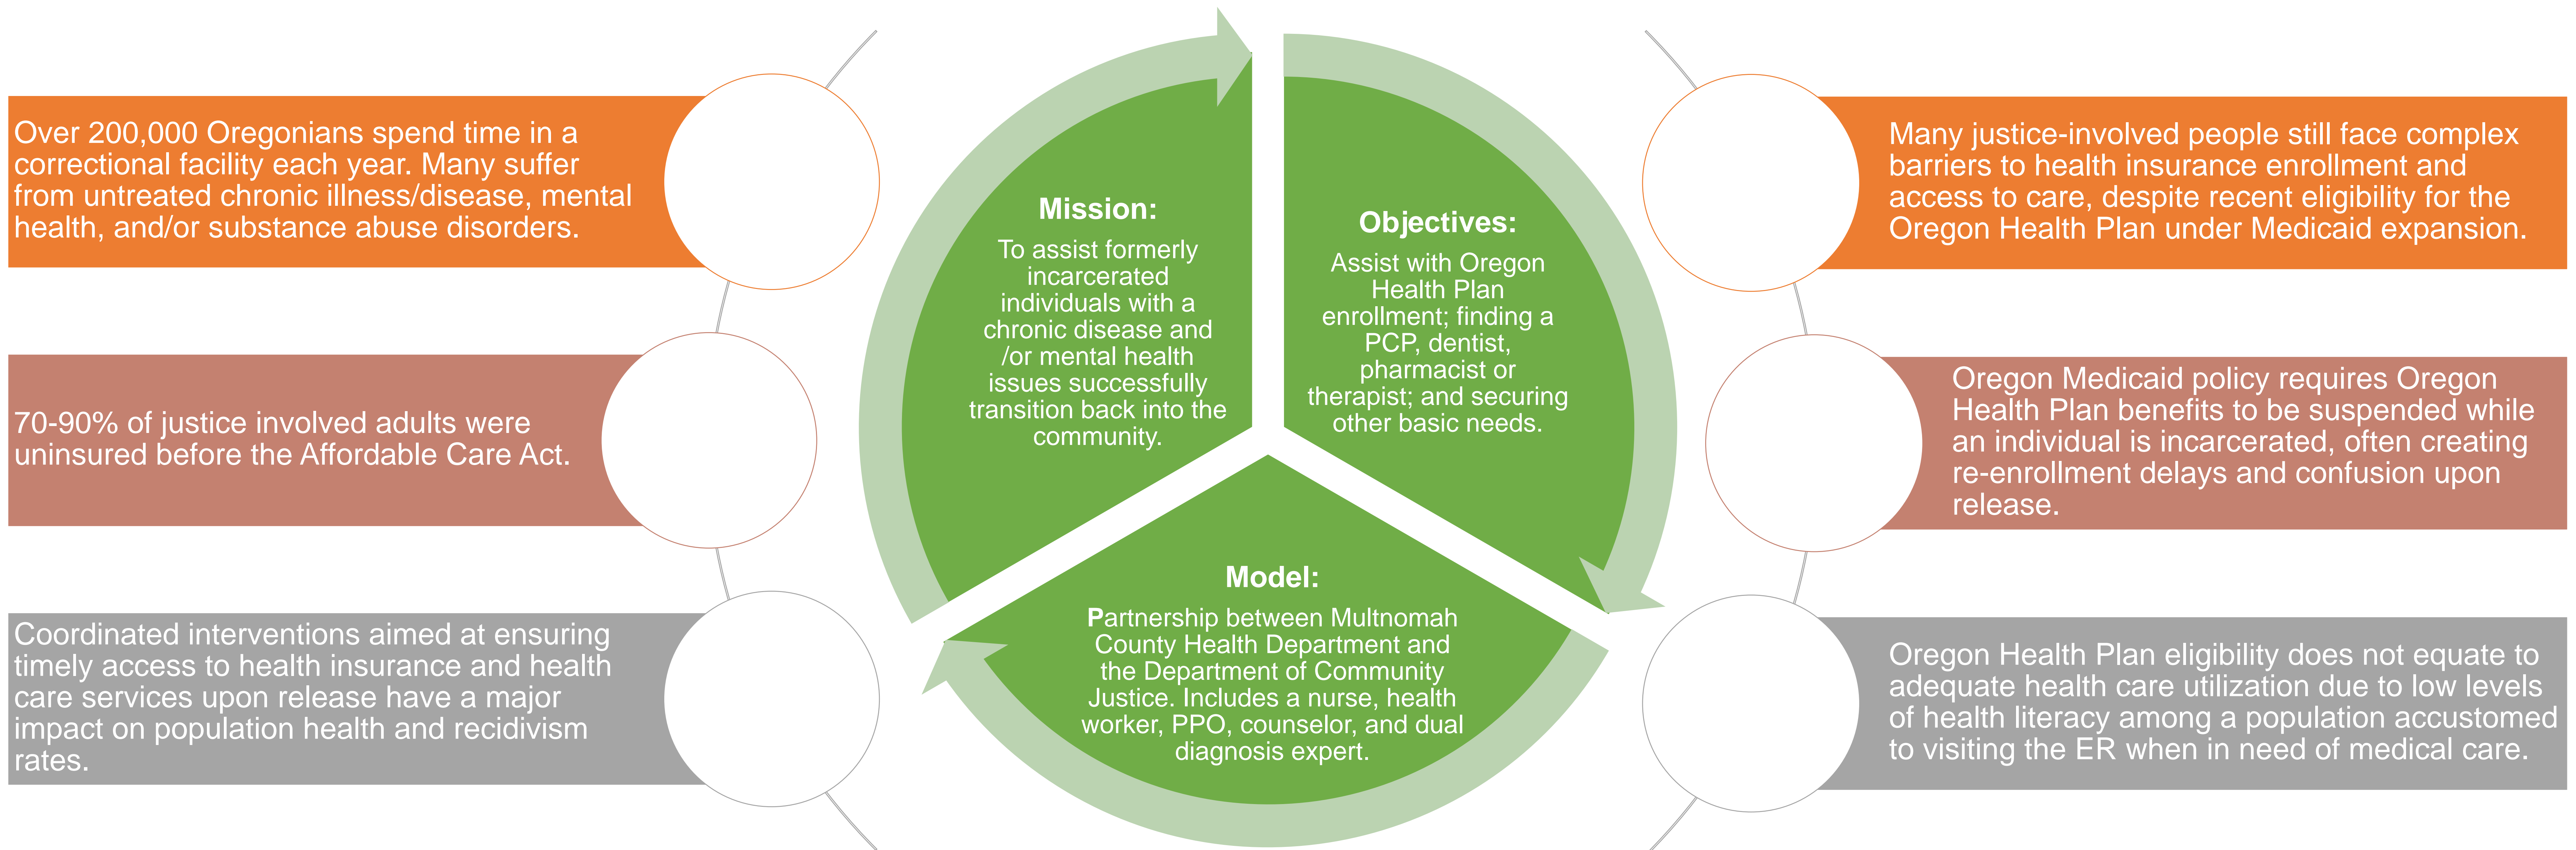 Over 200,000 Oregonians spend time in a
correctional facility each year. Many suffer
from untreated chronic illness/disease, mental
health, and/or substance abuse disorders.
70-90% of justice involved adults were
uninsured before the Affordable Care Act.
Coordinated interventions aimed at ensuring
timely access to health insurance and health
care services upon release have a major
impact on population health and recidivism
rates.
Mission:
To assist formerly
incarcerated
individuals with a
chronic disease and
/or mental health
issues successfully
transition back into the
community.
Objectives:
Assist with Oregon
Health Plan
enrollment; finding a
PCP, dentist,
pharmacist or
therapist; and securing
other basic needs.
Model:
Partnership between Multnomah
County Health Department and
the Department of Community
Justice. Includes a nurse, health
worker, PPO, counselor, and dual
diagnosis expert.
Many justice-involved people still face complex
barriers to health insurance enrollment and
access to care, despite recent eligibility for the
Oregon Health Plan under Medicaid expansion.
Oregon Medicaid policy requires Oregon
Health Plan benefits to be suspended while
an individual is incarcerated, often creating
re-enrollment delays and confusion upon
release.
Oregon Health Plan eligibility does not equate to
adequate health care utilization due to low levels
of health literacy among a population accustomed
to visiting the ER when in need of medical care.